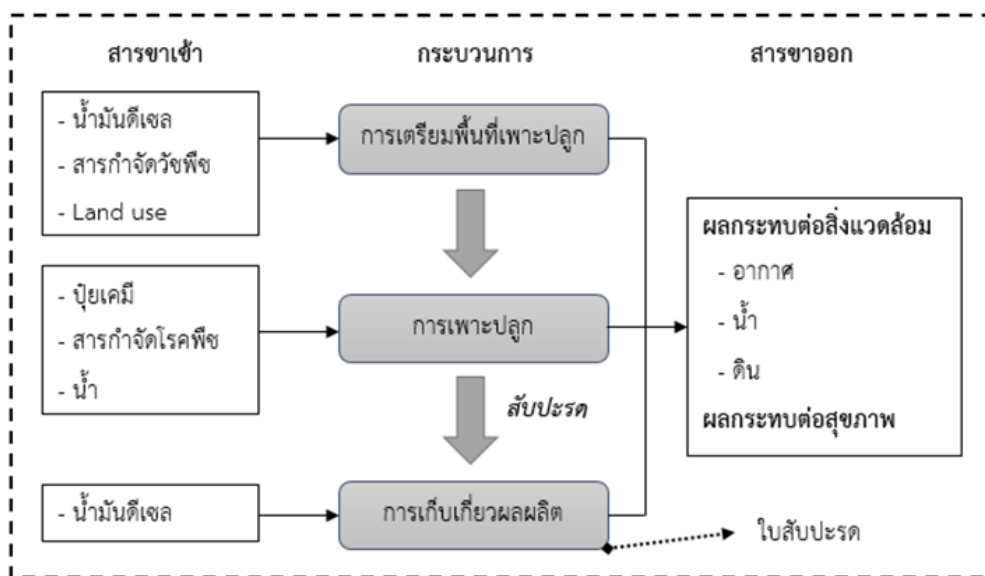 สารขาเข้า
กระบวนการ
สารขาออก
- น้ำมันดีเซล
- สารกำจัดวัชพืช
- Land use
การเตรียมพื้นที่เพาะปลูก
- ปุ๋ยเคมี
- สารกำจัดโรคพืช
- น้ำ
การเพาะปลูก
สับปะรด
- น้ำมันดีเซล
การเก็บเกี่ยวผลผลิต
ผลกระทบต่อสิ่งแวดล้อม
- อากาศ
- น้ำ
- ดิน
ผลกระทบต่อสุขภาพ
ใบสับปะรด